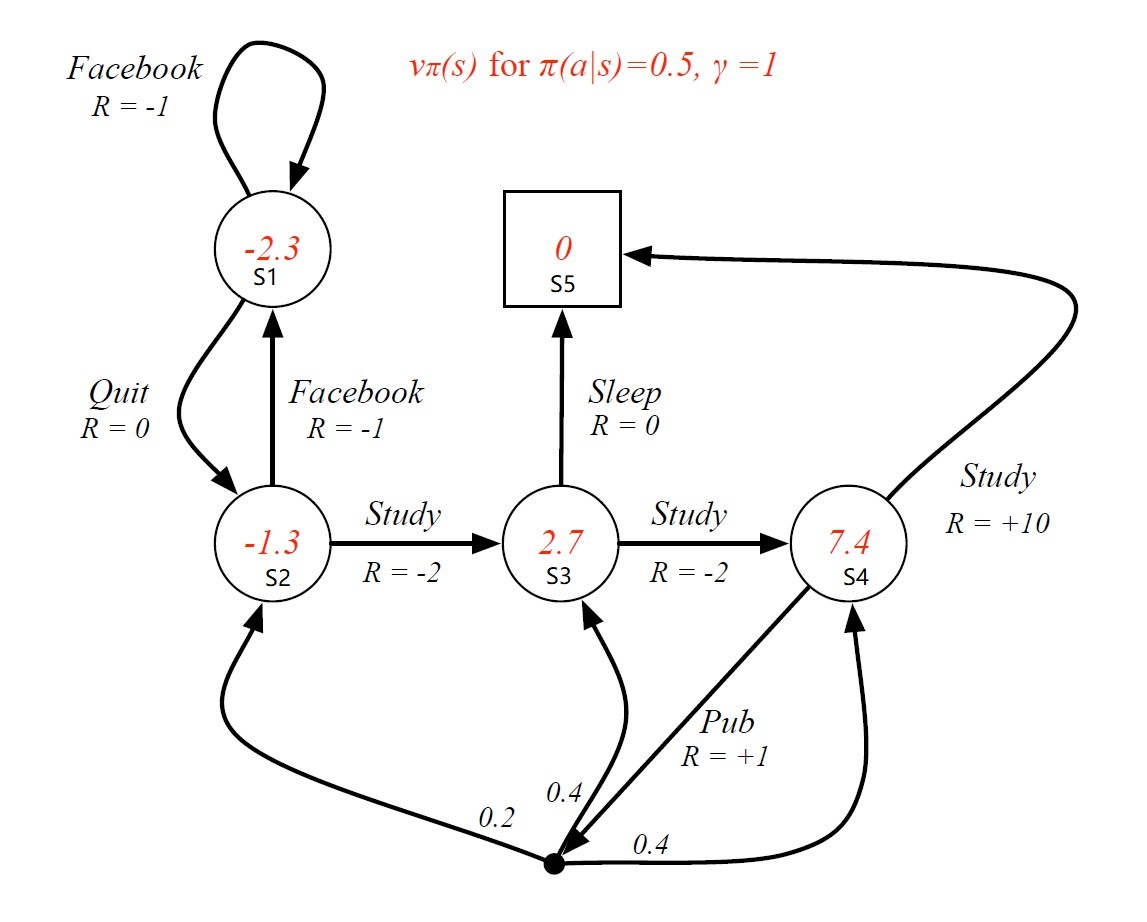 Facebook
R = -1
vπ(s) for π(a|s)=0.5, γ =1
-2.3
S1
0
S5
Quit
R = 0
Facebook
R = -1
Sleep
R = 0
Study
R = +10
-1.3
S2
Study
R = -2
2.7
S3
Study
R = -2
7.4
S4
Pub
R = +1
0.2
0.4
0.4